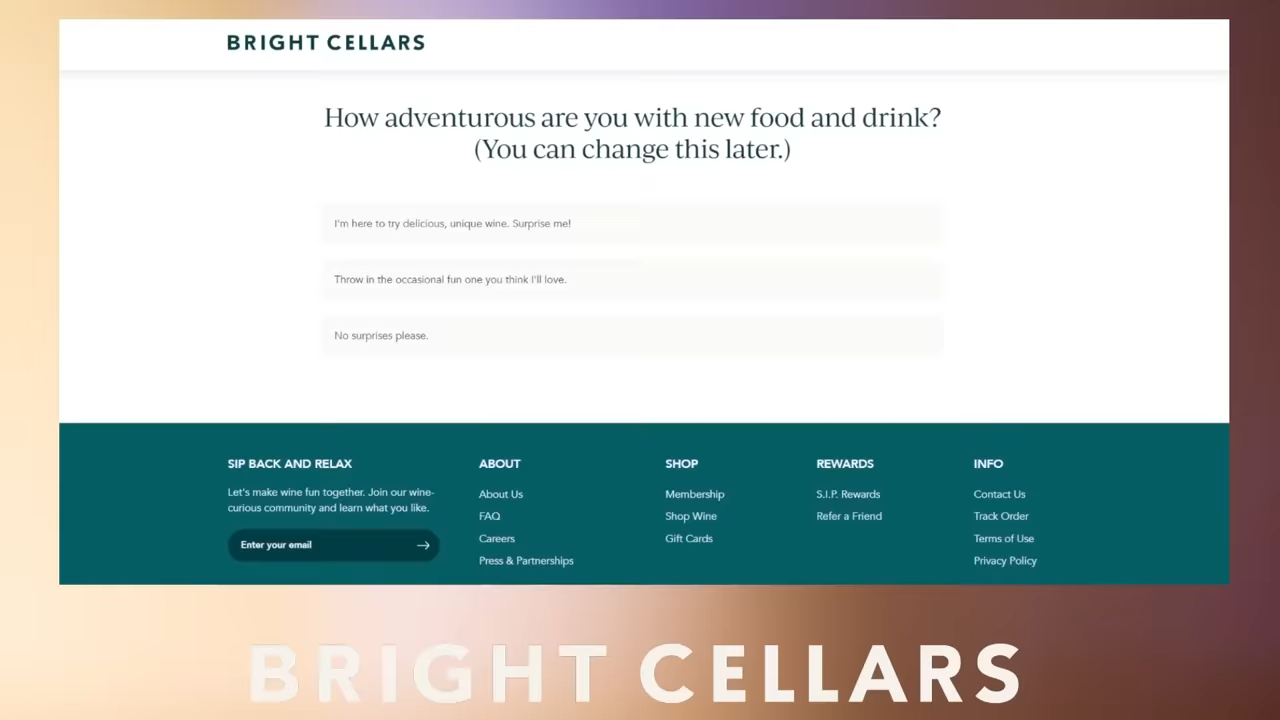 BRIGHT CELLARS
How adventurous are you with new food and drink?
(You can change this later.)
I'm here to try delicious, unique wine. Surprise me!
Throw in the occasional fun one you think I'll love.
No surprises please.
SIP BACK AND RELAX
Let's make wine fun together. Join our wine-
curious community and learn what you like.
Enter your email
ABOUT
About Us
FAQ
Careers
Press & Partnerships
SHOP
Membership
Shop Wine
Gift Cards
REWARDS
S.I.P. Rewards
Refer a Friend
INFO
Contact Us
Track Order
Terms of Use
Privacy Policy
BRIGHT CELLARS